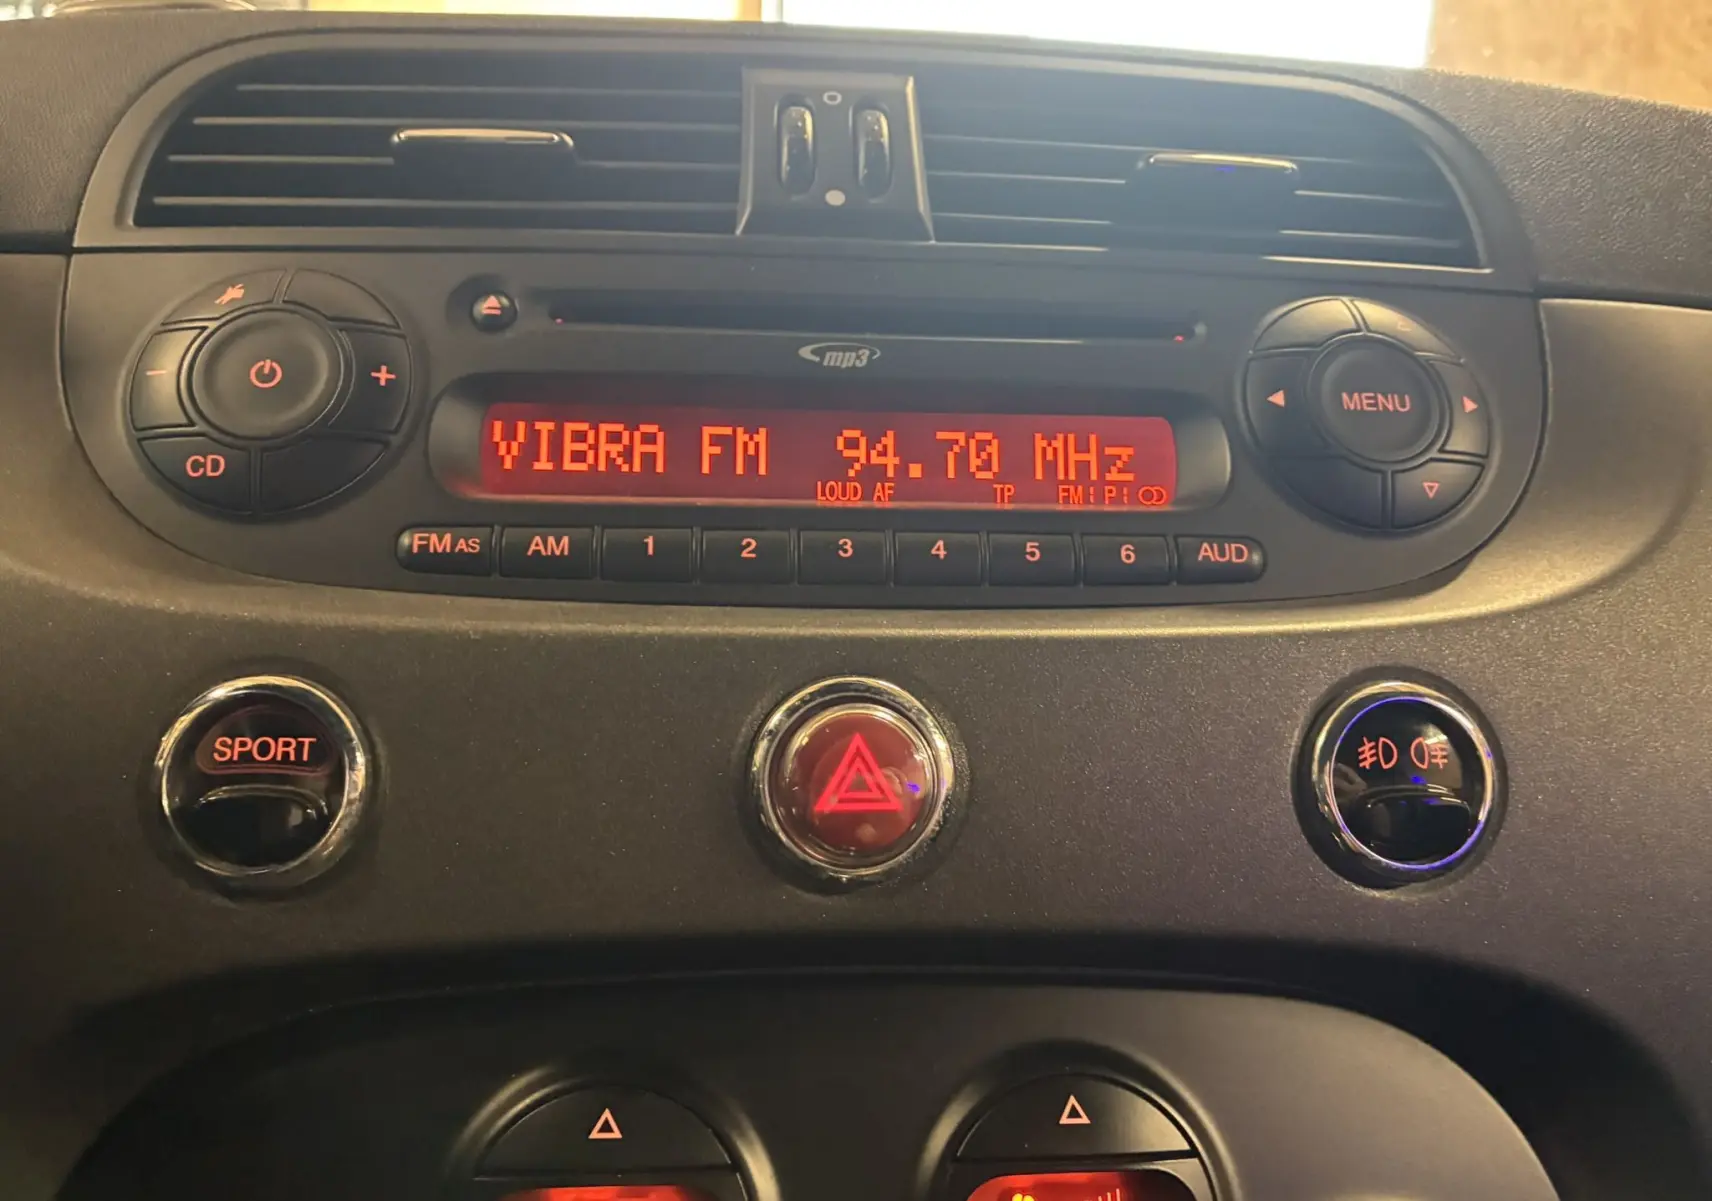 mp3
VIBRA FM 94.70 MHz
LOUD AF TP FM P
CD
MENU
FM AS AM 1 2 3 4 5 6 AUD
SPORT